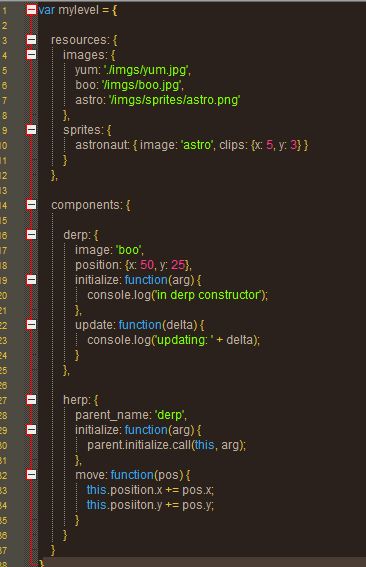 1 var mylevel = {
2
3 resources: {
4 images: {
5 yum: './imgs/yum.jpg',
6 boo: '/imgs/boo.jpg',
7 astro: '/imgs/sprites/astro.png'
8 },
9 sprites: {
10 astronaut: { image: 'astro', clips: {x: 5, y: 3} }
11 }
12 },
13
14 components: {
15
16 derp: {
17 image: 'boo',
18 position: {x: 50, y: 25},
19 initialize: function(arg) {
20 console.log('in derp constructor');
21 },
22 update: function(delta) {
23 console.log('updating: ' + delta);
24 }
25 },
26
27 herp: {
28 parent_name: 'derp',
29 initialize: function(arg) {
30 parent.initialize.call(this, arg);
31 },
32 move: function(pos) {
33 this.position.x += pos.x;
34 this.posiiton.y += pos.y;
35 }
36 }
37 }
38 }